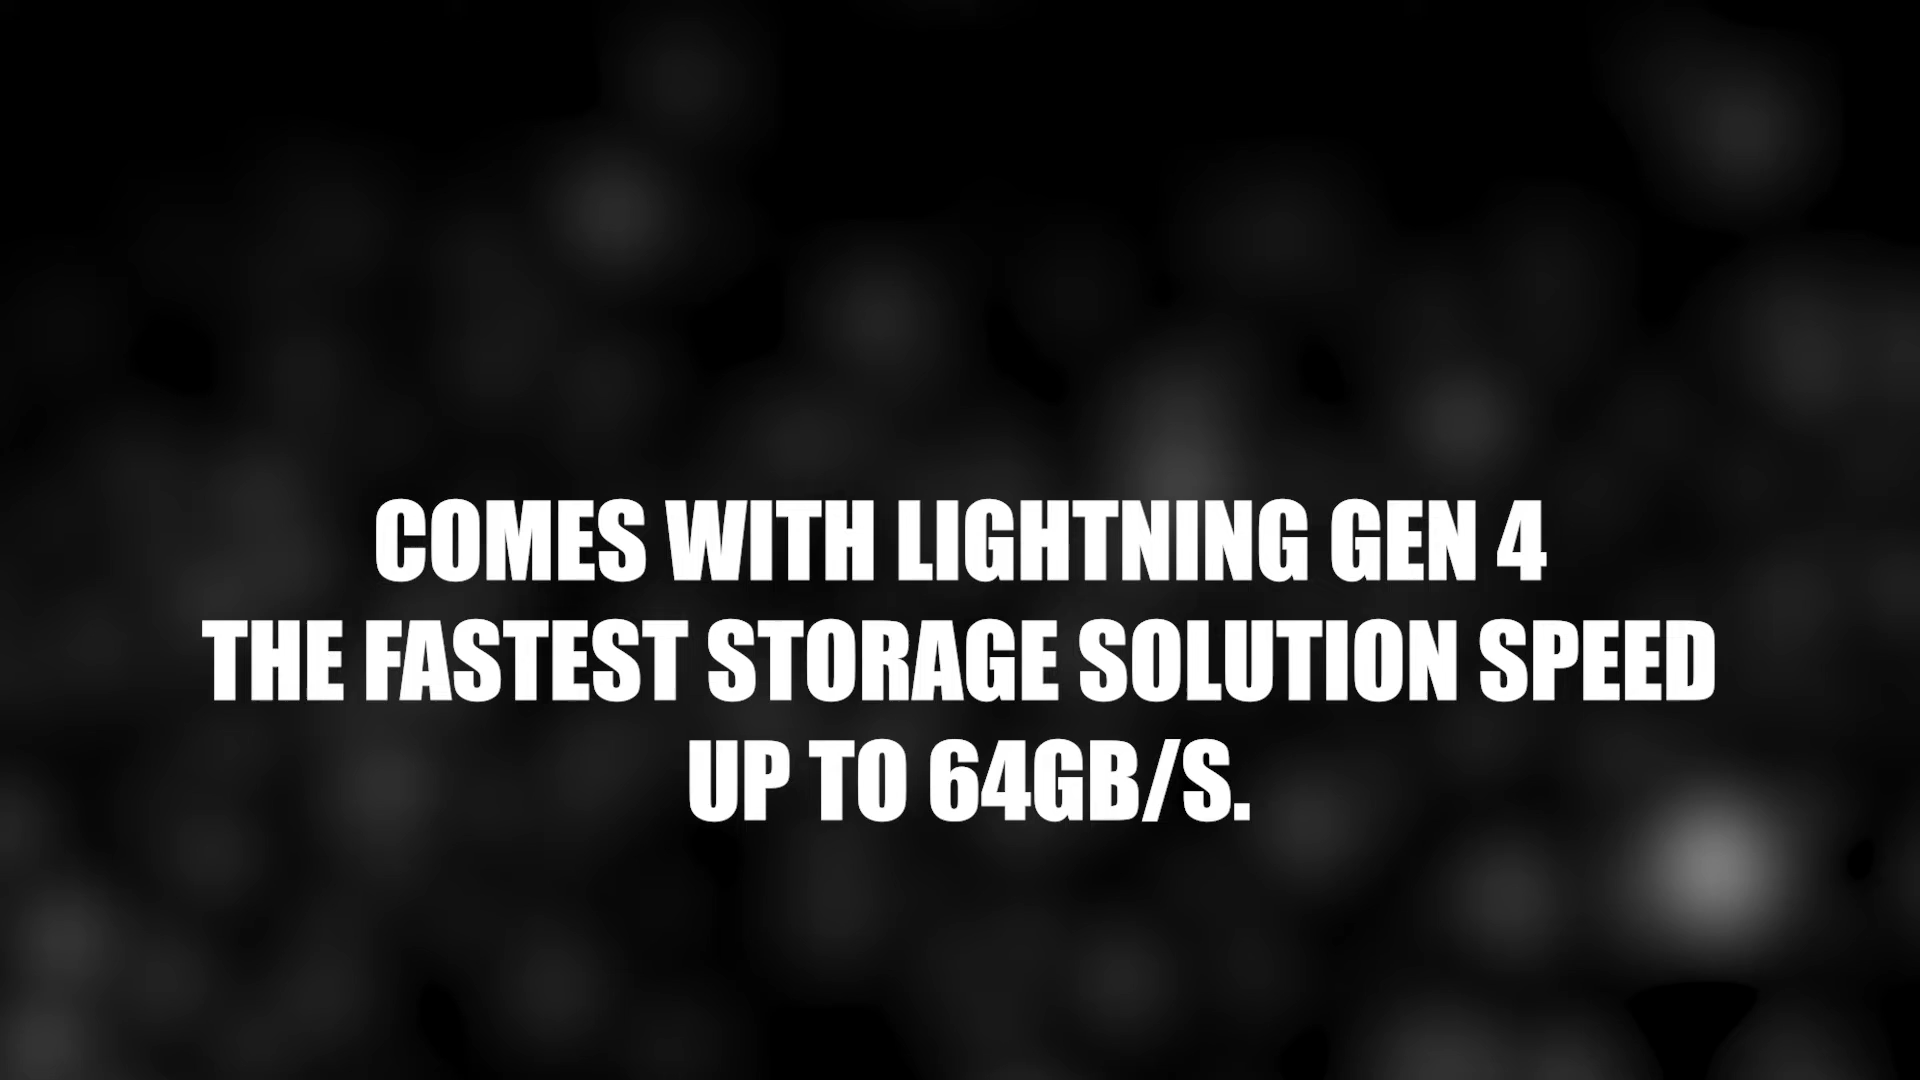 COMES WITH LIGHTNING GEN 4
THE FASTEST STORAGE SOLUTION SPEED
UP TO 64GB/S.